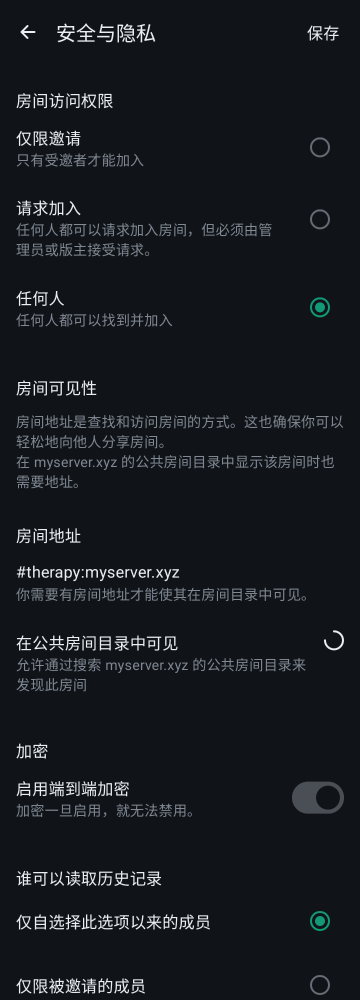 安全与隐私
保存
房间访问权限
仅限邀请
只有受邀者才能加入
请求加入
任何人都可以请求加入房间，但必须由管
理员或版主接受请求。
任何人
任何人都可以找到并加入
房间可见性
房间地址是查找和访问房间的方式。这也确保你可以
轻松地向他人分享房间。
在 myserver.xyz 的公共房间目录中显示该房间时也
需要地址。
房间地址
#therapy:myserver.xyz
你需要有房间地址才能使其在房间目录中可见。
在公共房间目录中可见
允许通过搜索 myserver.xyz 的公共房间目录来
发现此房间
加密
启用端到端加密
加密一旦启用，就无法禁用。
谁可以读取历史记录
仅自选择此选项以来的成员
仅限被邀请的成员